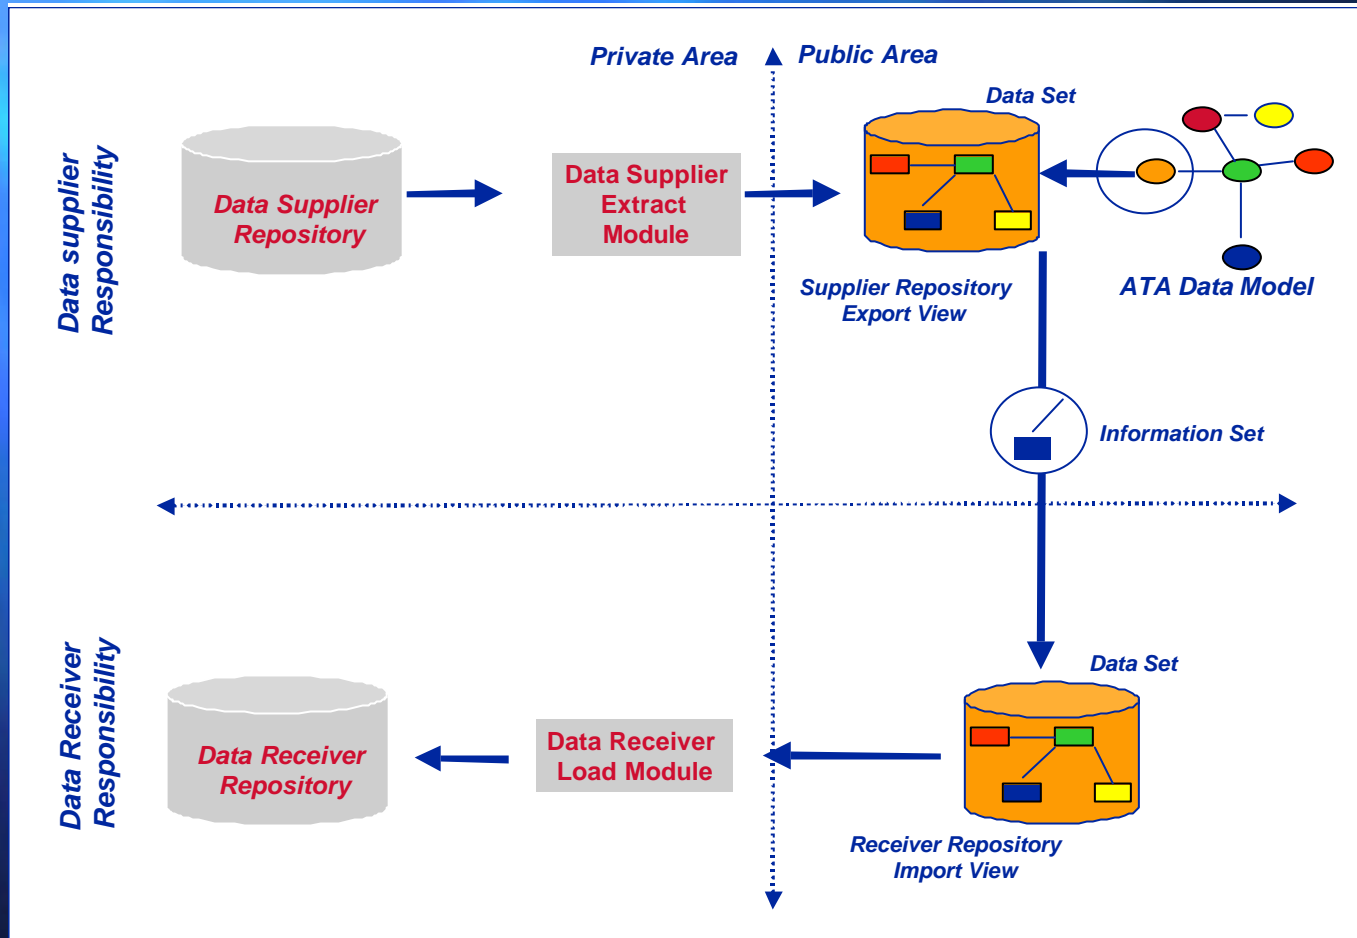 Private Area
Public Area
Data Set
Data supplier
Responsibility
Data Supplier
Repository
Data Supplier
Extract
Module
Supplier Repository
Export View
ATA Data Model
Information Set
Data Receiver
Responsibility
Data Set
Data Receiver
Repository
Data Receiver
Load Module
Receiver Repository
Import View